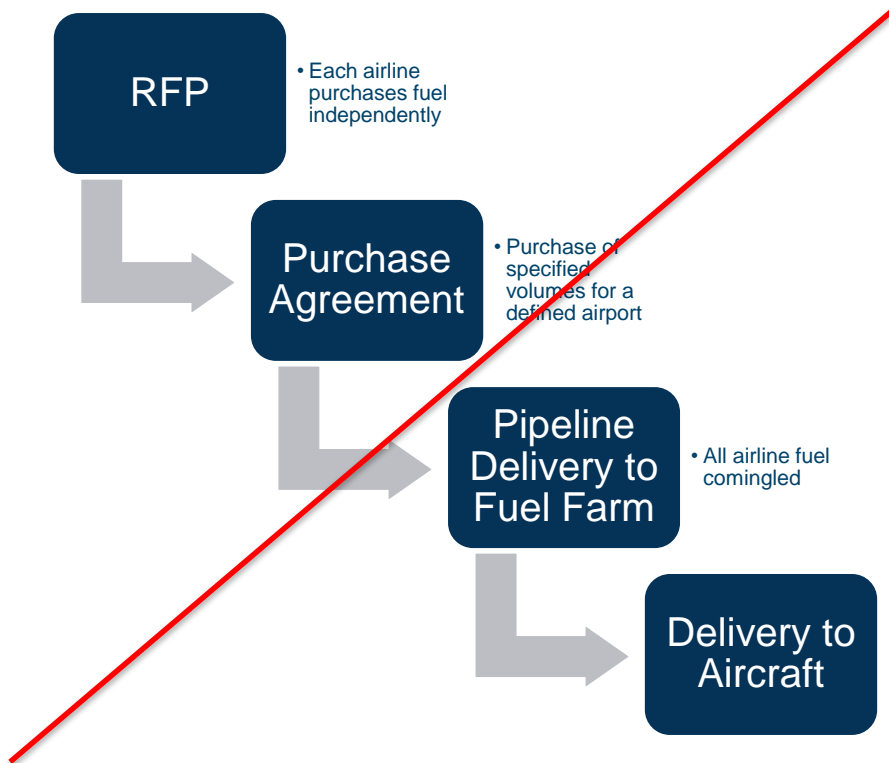 RFP
• Each airline
purchases fuel
independently
Purchase
Agreement
• Purchase of
specified
volumes for a
defined airport
Pipeline
Delivery to
Fuel Farm
• All airline fuel
comingled
Delivery to
Aircraft